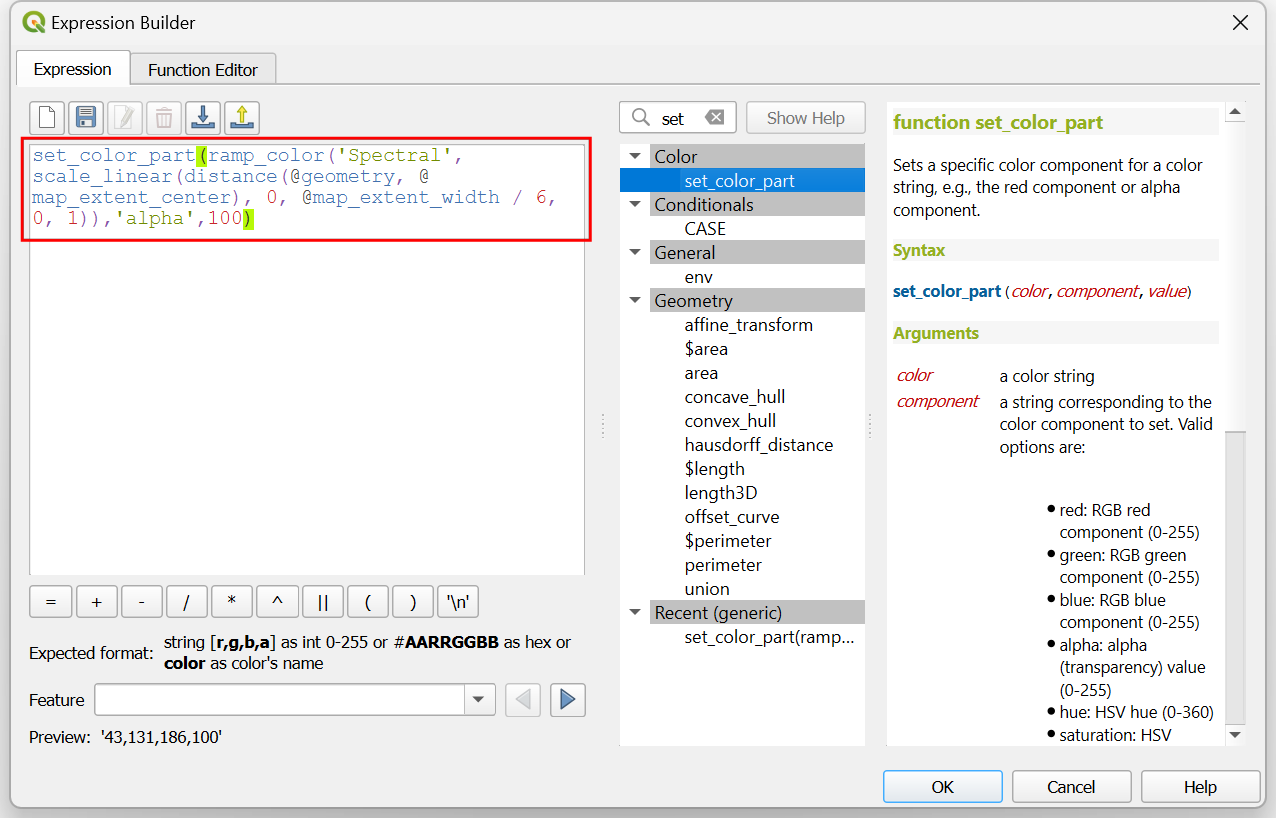 Expression Builder
Expression
Function Editor
set_color_part(ramp_color('Spectral',
scale_linear(distance(@geometry, @
map_extent_center), 0, @map_extent_width / 6,
0, 1)),'alpha',100)
=
+
-
/
*
^
||
(
)
'\n'
Expected format:
string [r,g,b,a] as int 0-255 or #AARRGGBB as hex or
color as color's name
Feature
Preview: '43,131,186,100'
set
Show Help
Color
set_color_part
Conditionals
CASE
General
env
Geometry
affine_transform
$area
area
concave_hull
convex_hull
hausdorff_distance
$length
length3D
offset_curve
$perimeter
perimeter
union
Recent (generic)
set_color_part(ramp...
function set_color_part
Sets a specific color component for a color
string, e.g., the red component or alpha
component.
Syntax
set_color_part(color, component, value)
Arguments
color a color string
component a string corresponding to the
color component to set. Valid
options are:
• red: RGB red
component (0-255)
• green: RGB green
component (0-255)
• blue: RGB blue
component (0-255)
• alpha: alpha
(transparency) value
(0-255)
• hue: HSV hue (0-360)
• saturation: HSV
OK
Cancel
Help